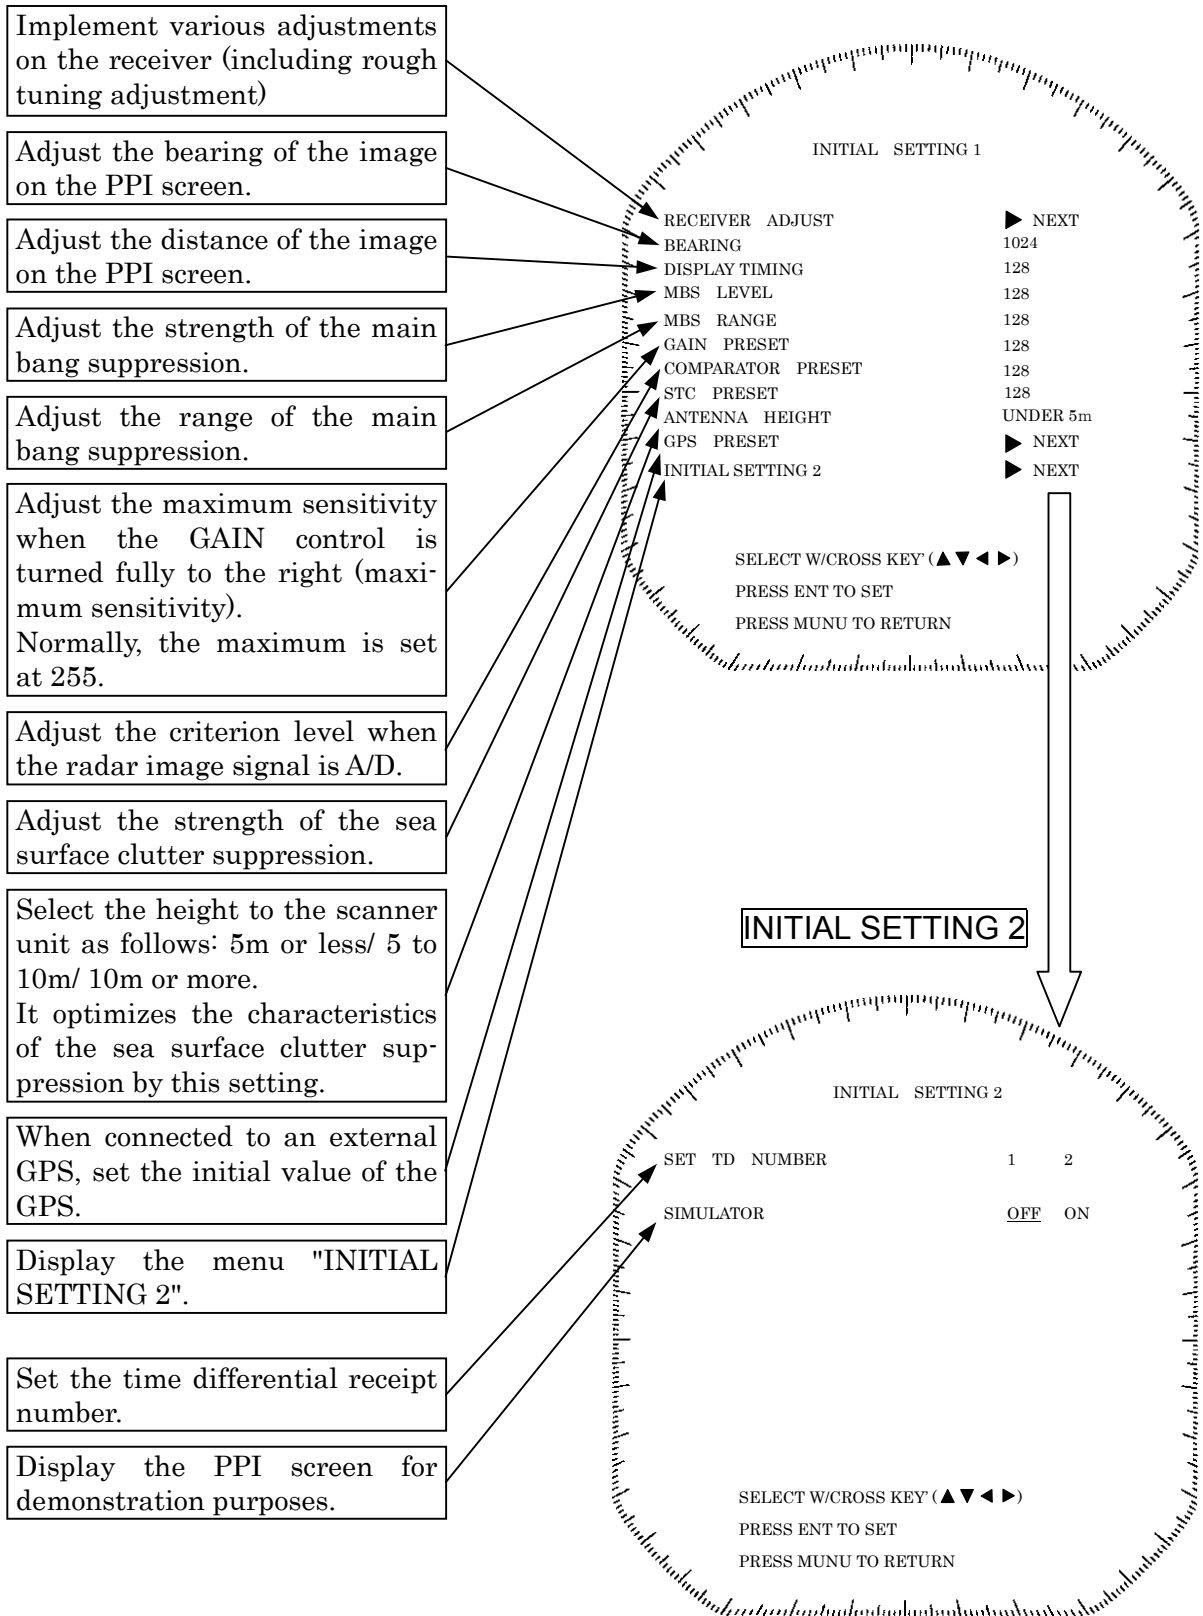 Implement various adjustments
on the receiver (including rough
tuning adjustment)
Adjust the bearing of the image
on the PPI screen.
Adjust the distance of the image
on the PPI screen.
Adjust the strength of the main
bang suppression.
Adjust the range of the main
bang suppression.
Adjust the maximum sensitivity
when the GAIN control is
turned fully to the right (maxi-
mum sensitivity).
Normally, the maximum is set
at 255.
Adjust the criterion level when
the radar image signal is A/D.
Adjust the strength of the sea
surface clutter suppression.
Select the height to the scanner
unit as follows: 5m or less/ 5 to
10m/ 10m or more.
It optimizes the characteristics
of the sea surface clutter sup-
pression by this setting.
When connected to an external
GPS, set the initial value of the
GPS.
Display the menu "INITIAL
SETTING 2".
Set the time differential receipt
number.
Display the PPI screen for
demonstration purposes.
INITIAL SETTING 1
RECEIVER ADJUST ▶ NEXT
BEARING 1024
DISPLAY TIMING 128
MBS LEVEL 128
MBS RANGE 128
GAIN PRESET 128
COMPARATOR PRESET 128
STC PRESET 128
ANTENNA HEIGHT UNDER 5m
GPS PRESET ▶ NEXT
INITIAL SETTING 2 ▶ NEXT
SELECT W/CROSS KEY' (▲ ▼ ◀ ▶)
PRESS ENT TO SET
PRESS MUNU TO RETURN
INITIAL SETTING 2
INITIAL SETTING 2
SET TD NUMBER 1 2
SIMULATOR OFF ON
SELECT W/CROSS KEY' (▲ ▼ ◀ ▶)
PRESS ENT TO SET
PRESS MUNU TO RETURN